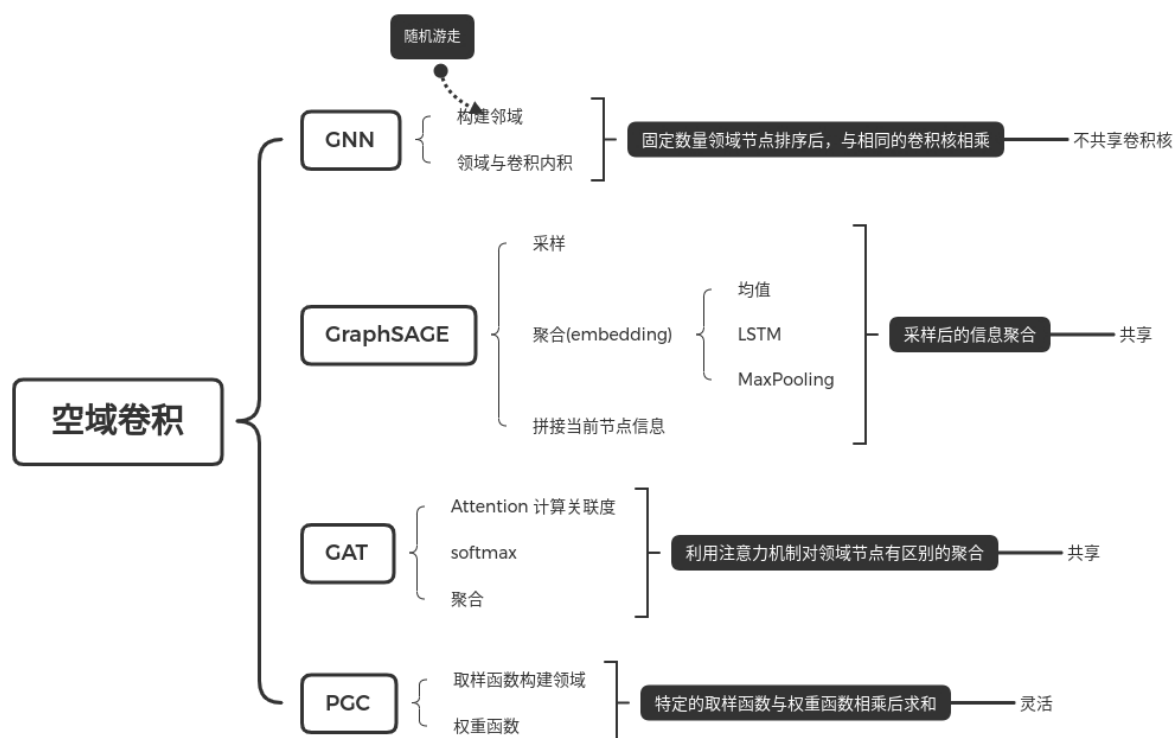 随机游走
空域卷积
GNN
构建邻域
领域与卷积内积
固定数量领域节点排序后，与相同的卷积核相乘
不共享卷积核
GraphSAGE
采样
聚合(embedding)
均值
LSTM
MaxPooling
拼接当前节点信息
采样后的信息聚合
共享
GAT
Attention 计算关联度
softmax
聚合
利用注意力机制对领域节点有区别的聚合
共享
PGC
取样函数构建领域
权重函数
特定的取样函数与权重函数相乘后求和
灵活